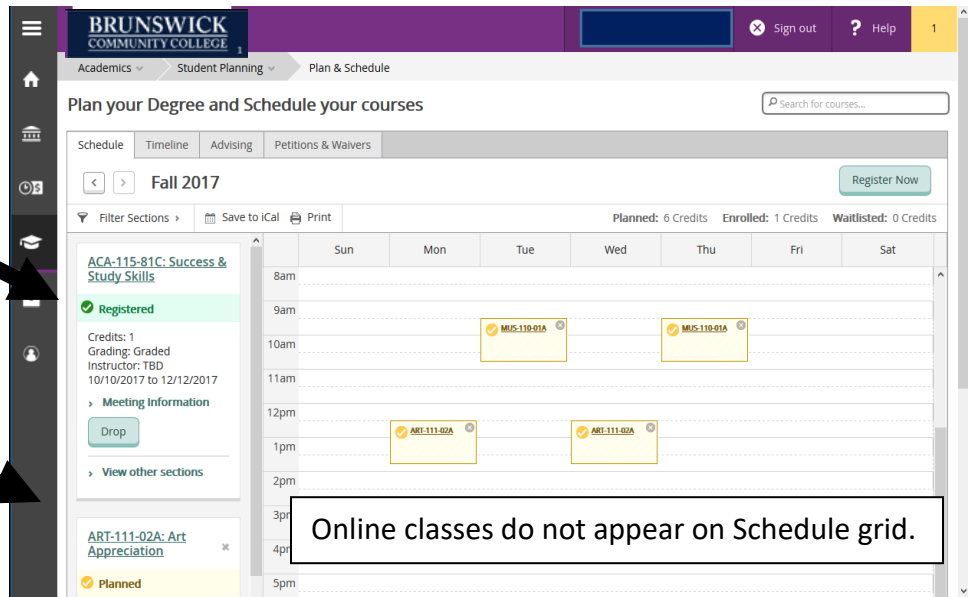 BRUNSWICK
COMMUNITY COLLEGE 1
Sign out
? Help
1
Academics
Student Planning
Plan & Schedule
Plan your Degree and Schedule your courses
Search for courses...
Schedule
Timeline
Advising
Petitions & Waivers
< > Fall 2017
Register Now
Filter Sections >
Save to iCal
Print
Planned: 6 Credits Enrolled: 1 Credits Waitlisted: 0 Credits
ACA-115-81C: Success &
Study Skills
Registered
Credits: 1
Grading: Graded
Instructor: TBD
10/10/2017 to 12/12/2017
› Meeting Information
Drop
› View other sections
ART-111-02A: Art
Appreciation
Planned
Sun Mon Tue Wed Thu Fri Sat
8am
9am
MUS-110-01A MUS-110-01A
10am
11am
12pm
ART-111-02A ART-111-02A
1pm
2pm
3pm
Online classes do not appear on Schedule grid.
4pm
5pm